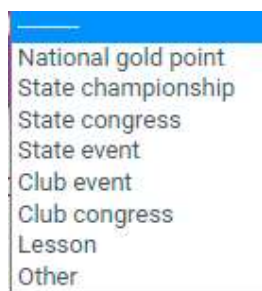 ---------
National gold point
State championship
State congress
State event
Club event
Club congress
Lesson
Other